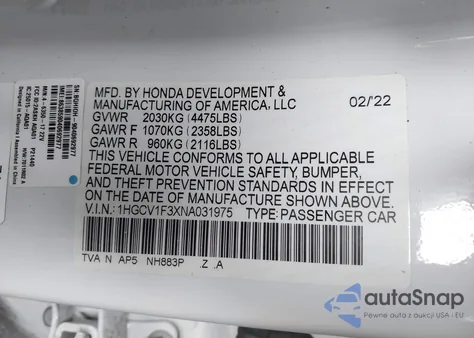 MFD. BY HONDA DEVELOPMENT &
MANUFACTURING OF AMERICA, LLC 02/22
GVWR 2030KG (4475LBS)
GAWR F 1070KG (2358LBS)
GAWR R 960KG (2116LBS)
THIS VEHICLE CONFORMS TO ALL APPLICABLE
FEDERAL MOTOR VEHICLE SAFETY, BUMPER,
AND THEFT PREVENTION STANDARDS IN EFFECT
ON THE DATE OF MANUFACTURE SHOWN ABOVE.
V.I.N.: 1HGCV1F3XNA031975 TYPE: PASSENGER CAR
TVA N AP5 NH883P .Z .A
autoSnap
Pewne auta z aukcji USA - EU